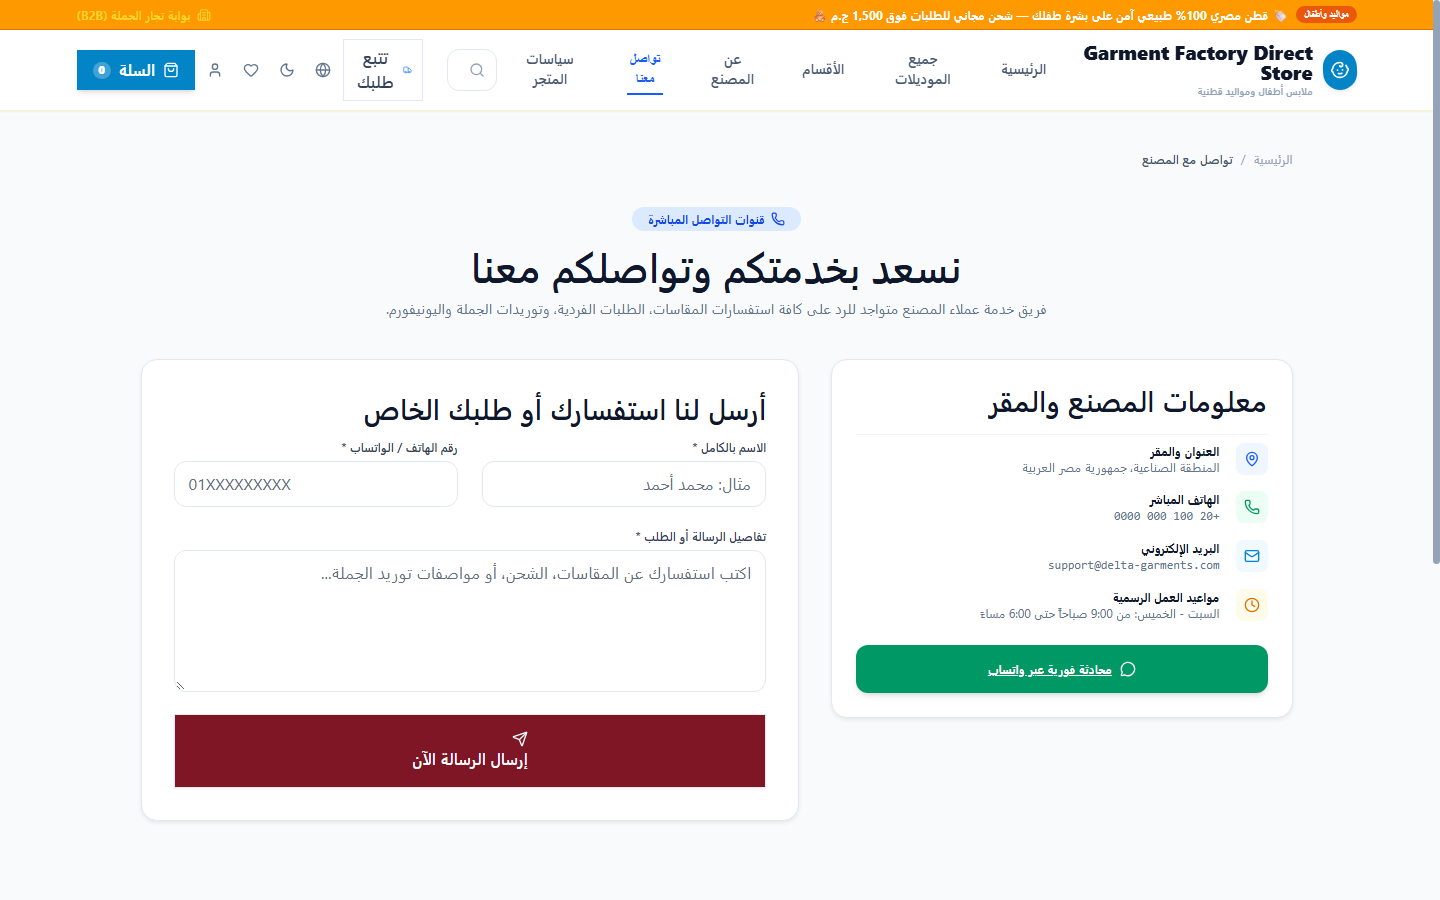 مواليد وأطفال
🍼 قطن مصري 100% طبيعي آمن على بشرة طفلك — شحن مجاني للطلبات فوق 1,500 ج.م 🧸
بوابة تجار الجملة (B2B)
Garment Factory Direct
Store
ملابس أطفال ومواليد قطنية
الرئيسية
جميع
الموديلات
الأقسام
عن
المصنع
تواصل
معنا
سياسات
المتجر
تتبع
طلبك
السلة 0
الرئيسية / تواصل مع المصنع
قنوات التواصل المباشرة
نسعد بخدمتكم وتواصلكم معنا
فريق خدمة عملاء المصنع متواجد للرد على كافة استفسارات المقاسات، الطلبات الفردية، وتوريدات الجملة واليونيفورم.
معلومات المصنع والمقر
العنوان والمقر
المنطقة الصناعية، جمهورية مصر العربية
الهاتف المباشر
+20 100 000 0000
البريد الإلكتروني
support@delta-garments.com
مواعيد العمل الرسمية
السبت - الخميس: من 9:00 صباحاً حتى 6:00 مساءً
محادثة فورية عبر واتساب
أرسل لنا استفسارك أو طلبك الخاص
الاسم بالكامل *
رقم الهاتف / الواتساب *
مثال: محمد أحمد
01XXXXXXXXX
تفاصيل الرسالة أو الطلب *
اكتب استفسارك عن المقاسات، الشحن، أو مواصفات توريد الجملة...
إرسال الرسالة الآن